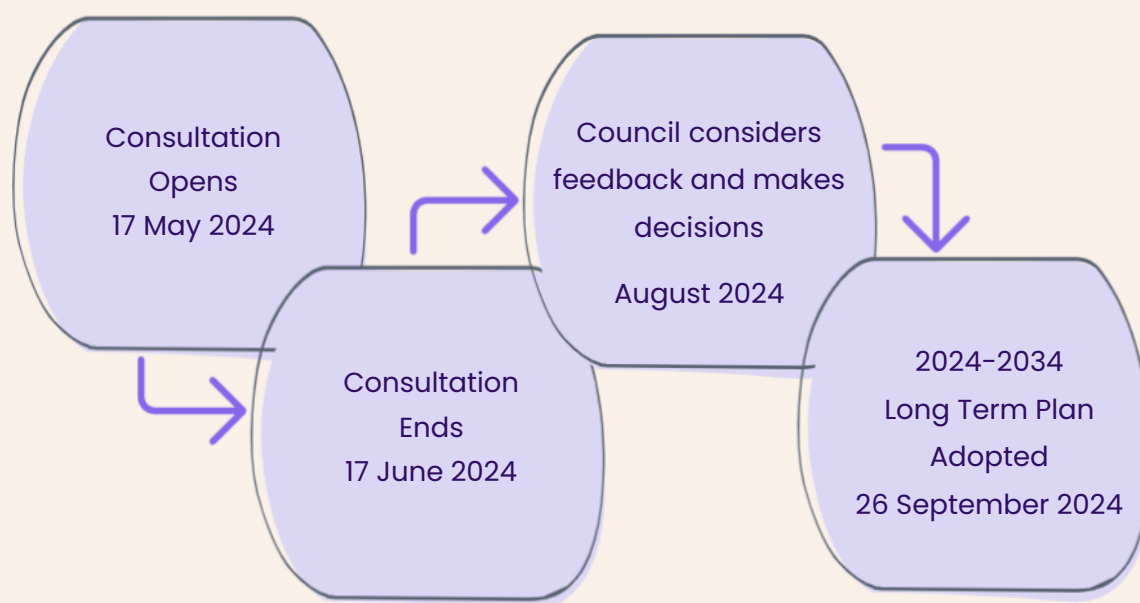 Consultation
Opens
17 May 2024
Consultation
Ends
17 June 2024
Council considers
feedback and makes
decisions
August 2024
2024-2034
Long Term Plan
Adopted
26 September 2024